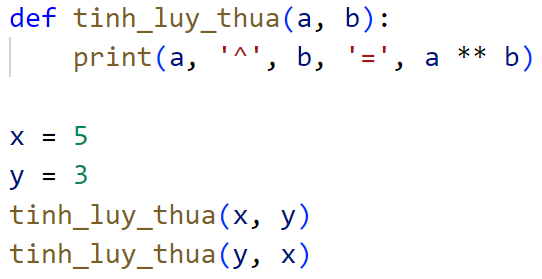 def tinh_luy_thua(a, b):
    print(a, '^', b, '=', a ** b)
x = 5
y = 3
tinh_luy_thua(x, y)
tinh_luy_thua(y, x)